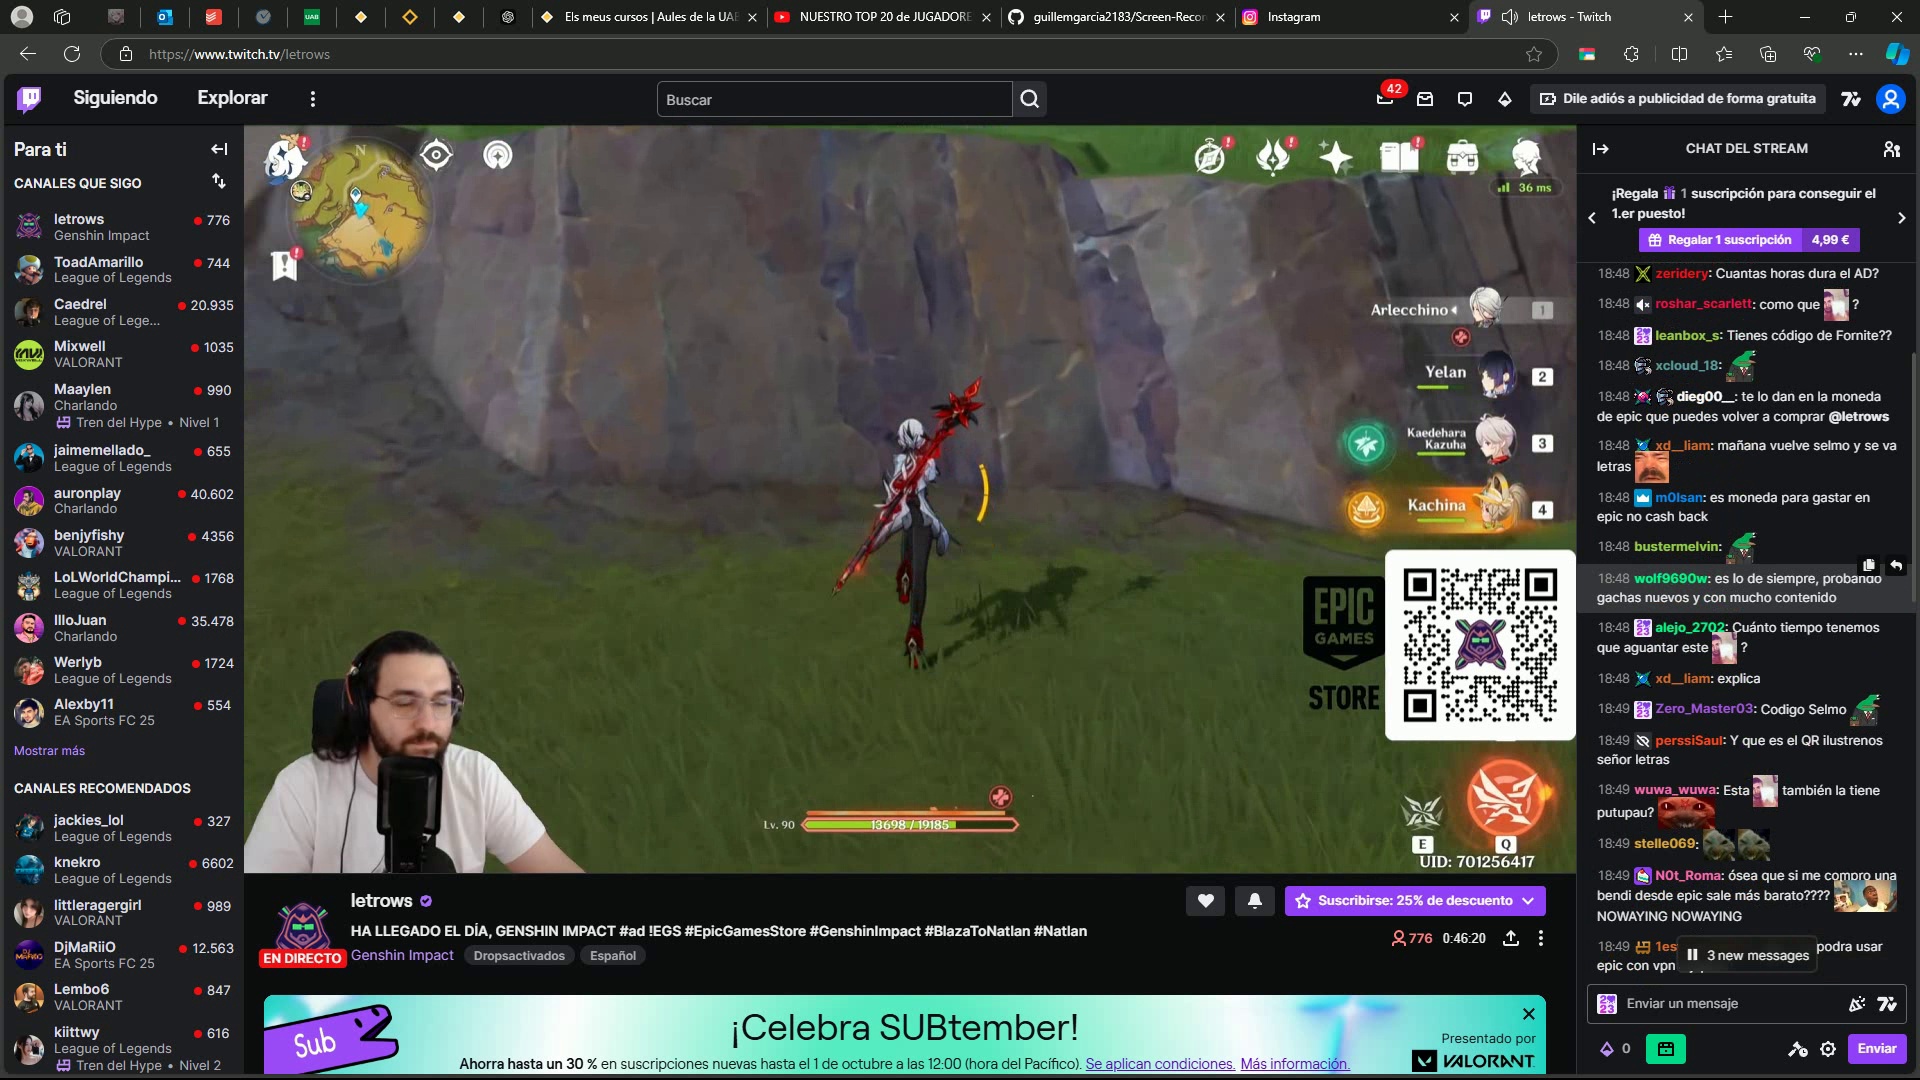 UAB
Els meus cursos | Aules de la UAB
NUESTRO TOP 20 de JUGADORE
guillemgarcia2183/Screen-Recor
Instagram
letrows - Twitch
https://www.twitch.tv/letrows
Siguiendo
Explorar
Buscar
42
Dile adiós a publicidad de forma gratuita
Para ti
CANALES QUE SIGO
letrows
776
Genshin Impact
ToadAmarillo
744
League of Legends
Caedrel
20.935
League of Lege...
Mixwell
1035
VALORANT
Maaylen
990
Charlando
Tren del Hype • Nivel 1
jaimemellado_
655
League of Legends
auronplay
40.602
Charlando
benjyfishy
4356
VALORANT
LoLWorldChampi...
1768
League of Legends
IlloJuan
35.478
Charlando
Werlyb
1724
League of Legends
Alexby11
554
EA Sports FC 25
Mostrar más
CANALES RECOMENDADOS
jackies_lol
327
League of Legends
knekro
6602
League of Legends
littleragergirl
989
VALORANT
DjMaRiiO
12.563
EA Sports FC 25
Lembo6
847
VALORANT
kiittwy
616
League of Legends
Tren del Hype • Nivel 2
N
36 ms
Arlecchino
1
Yelan
2
Kaedehara
Kazuha
3
Kachina
4
EPIC
GAMES
STORE
Lv. 90
13698 / 19185
E
Q
UID: 701256417
letrows
HA LLEGADO EL DÍA, GENSHIN IMPACT #ad !EGS #EpicGamesStore #GenshinImpact #BlazaToNatlan #Natlan
EN DIRECTO
Genshin Impact
Dropsactivados
Español
Suscribirse: 25% de descuento
776
0:46:20
Sub
¡Celebra SUBtember!
Ahorra hasta un 30 % en suscripciones nuevas hasta el 1 de octubre a las 12:00 (hora del Pacífico). Se aplican condiciones. Más información.
Presentado por
VALORANT
CHAT DEL STREAM
¡Regala 1 suscripción para conseguir el
1.er puesto!
Regalar 1 suscripción
4,99 €
18:48 zeridery: Cuantas horas dura el AD?
18:48 roshar_scarlett: como que ?
18:48 leanbox_s: Tienes código de Fornite??
18:48 xcloud_18:
18:48 dieg00__: te lo dan en la moneda
de epic que puedes volver a comprar @letrows
18:48 xd__liam: mañana vuelve selmo y se va
letras
18:48 m0lsan: es moneda para gastar en
epic no cash back
18:48 bustermelvin:
18:48 wolf9690w: es lo de siempre, probando
gachas nuevos y con mucho contenido
18:48 alejo_2702: Cuánto tiempo tenemos
que aguantar este ?
18:48 xd__liam: explica
18:49 Zero_Master03: Codigo Selmo
18:49 perssiSaul: Y que es el QR ilustrenos
señor letras
18:49 wuwa_wuwa: Esta también la tiene
putupau?
18:49 stelle069:
18:49 N0t_Roma: ósea que si me compro una
bendi desde epic sale más barato????
NOWAYING NOWAYING
18:49 1es
podra usar
epic con vpn
3 new messages
Enviar un mensaje
0
Enviar